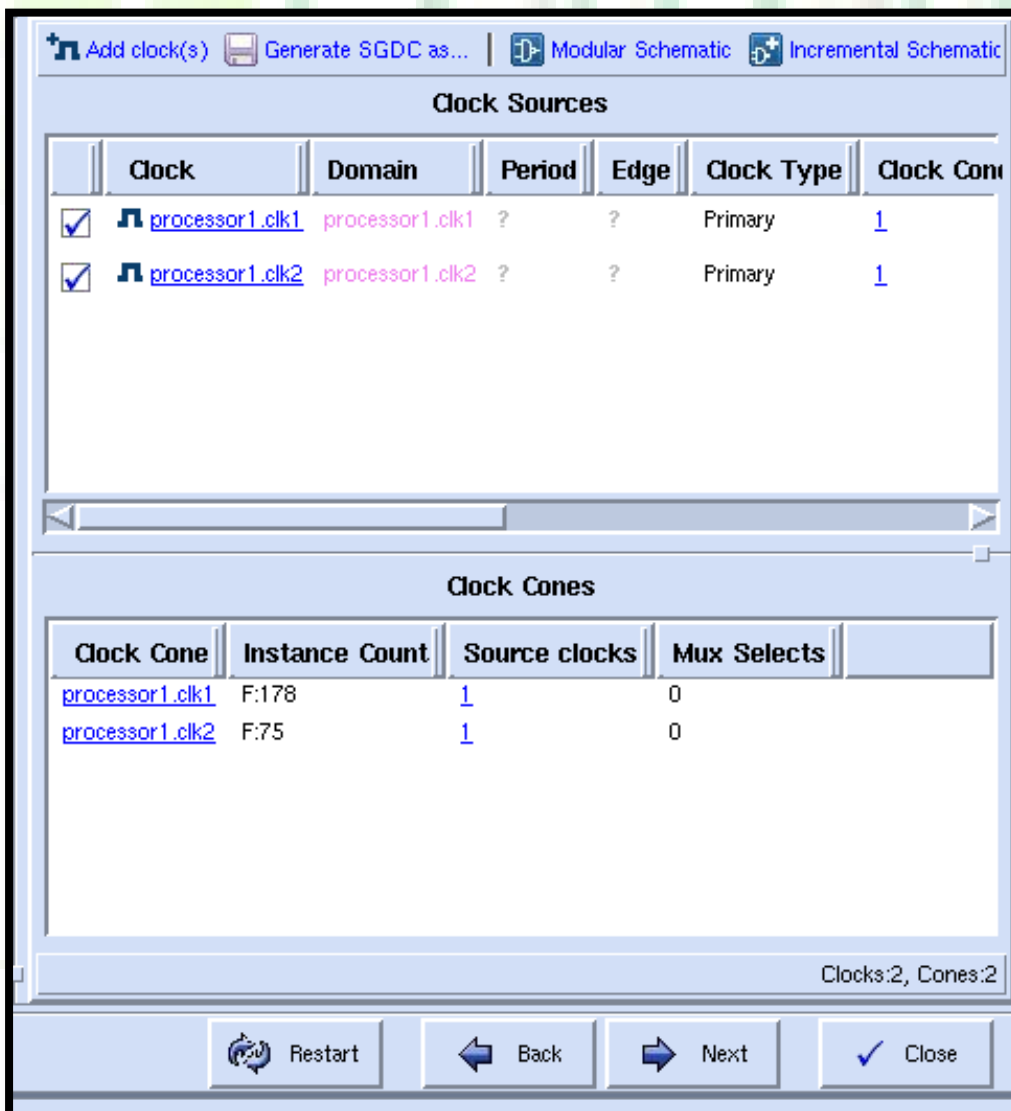 Add clock(s) Generate SGDC as... Modular Schematic Incremental Schematic
Clock Sources
Clock Domain Period Edge Clock Type Clock Con
processor1.clk1 processor1.clk1 ? ? Primary 1
processor1.clk2 processor1.clk2 ? ? Primary 1
Clock Cones
Clock Cone Instance Count Source clocks Mux Selects
processor1.clk1 F:178 1 0
processor1.clk2 F:75 1 0
Clocks:2, Cones:2
Restart Back Next Close